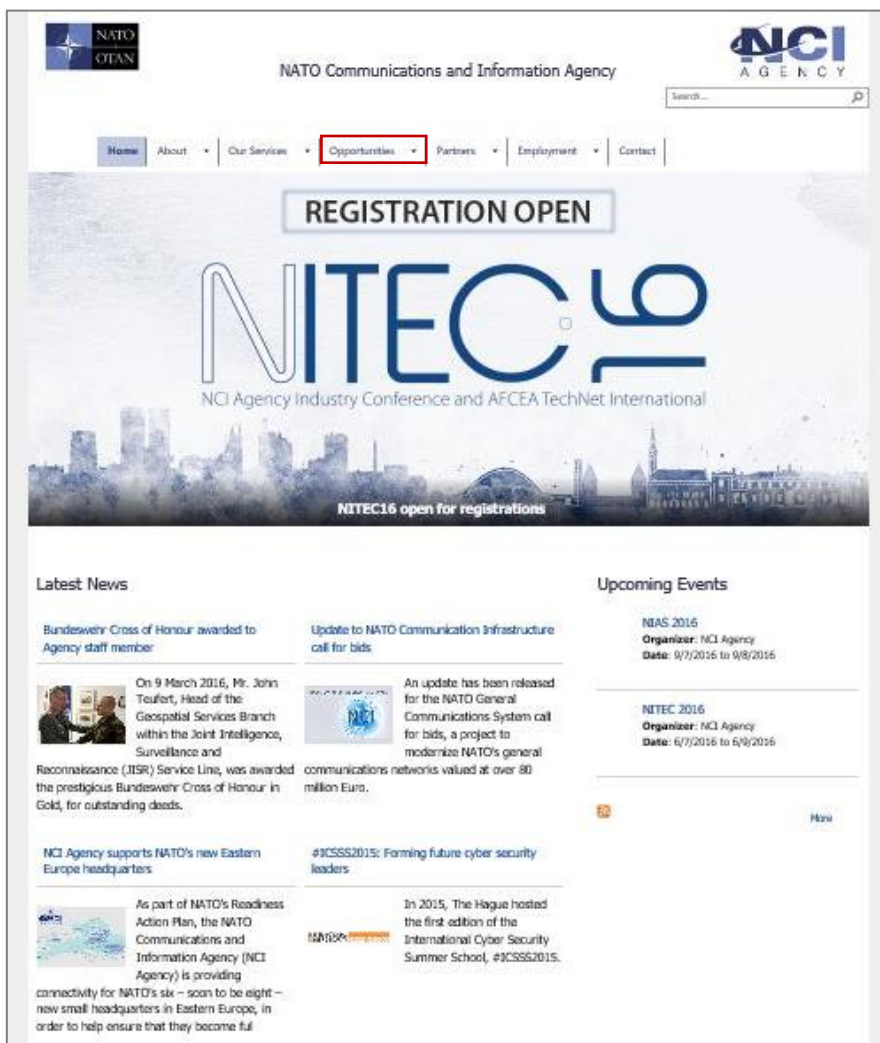 NATO
OTAN
NATO Communications and Information Agency
NCI
AGENCY
Search...
Home About Our Services Opportunities Partners Employment Contact
REGISTRATION OPEN
NITEC:16
NCI Agency Industry Conference and AFCEA TechNet International
NITEC16 open for registrations
Latest News
Bundeswehr Cross of Honour awarded to
Agency staff member
On 9 March 2016, Mr. John
Teufert, Head of the
Geospatial Services Branch
within the Joint Intelligence,
Surveillance and
Reconnaissance (JISR) Service Line, was awarded
the prestigious Bundeswehr Cross of Honour in
Gold, for outstanding deeds.
Update to NATO Communication Infrastructure
call for bids
NCI
An update has been released
for the NATO General
Communications System call
for bids, a project to
modernize NATO's general
communications networks valued at over 80
million Euro.
NCI Agency supports NATO's new Eastern
Europe headquarters
As part of NATO's Readiness
Action Plan, the NATO
Communications and
Information Agency (NCI
Agency) is providing
connectivity for NATO's six – soon to be eight –
new small headquarters in Eastern Europe, in
order to help ensure that they become ful
#ICSSS2015: Forming future cyber security
leaders
In 2015, The Hague hosted
the first edition of the
International Cyber Security
Summer School, #ICSSS2015.
Upcoming Events
NIAS 2016
Organizer: NCI Agency
Date: 9/7/2016 to 9/8/2016
NITEC 2016
Organizer: NCI Agency
Date: 6/7/2016 to 6/9/2016
More